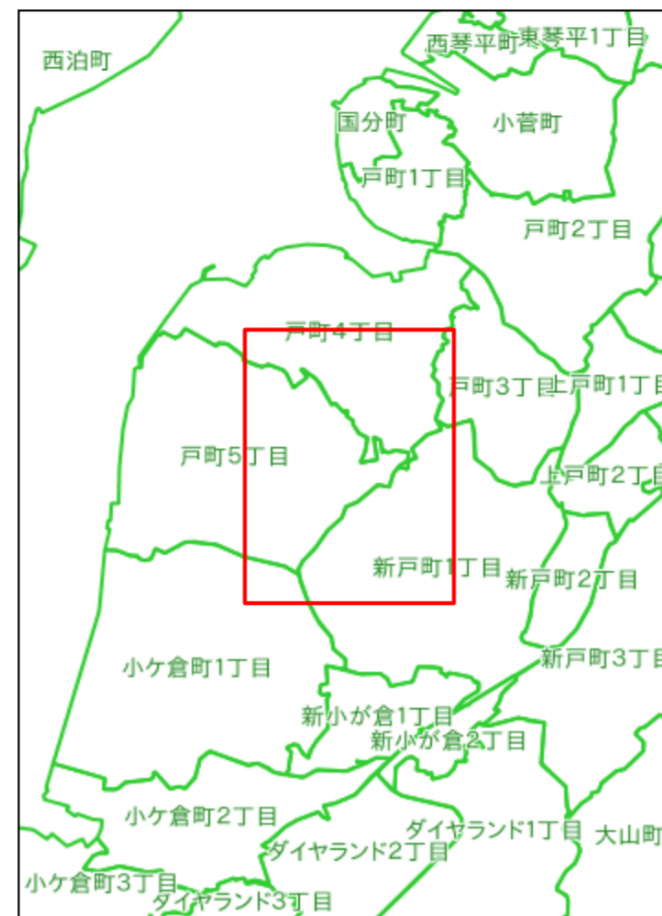 西琴平町
東琴平1丁目
西泊町
国分町
小菅町
戸町1丁目
戸町2丁目
戸町4丁目
戸町3丁目
上戸町1丁目
戸町5丁目
上戸町2丁目
新戸町1丁目
新戸町2丁目
新戸町3丁目
小ケ倉町1丁目
新小が倉1丁目
新小が倉2丁目
小ケ倉町2丁目
ダイヤランド1丁目
大山町
ダイヤランド2丁目
小ケ倉町3丁目
ダイヤランド3丁目